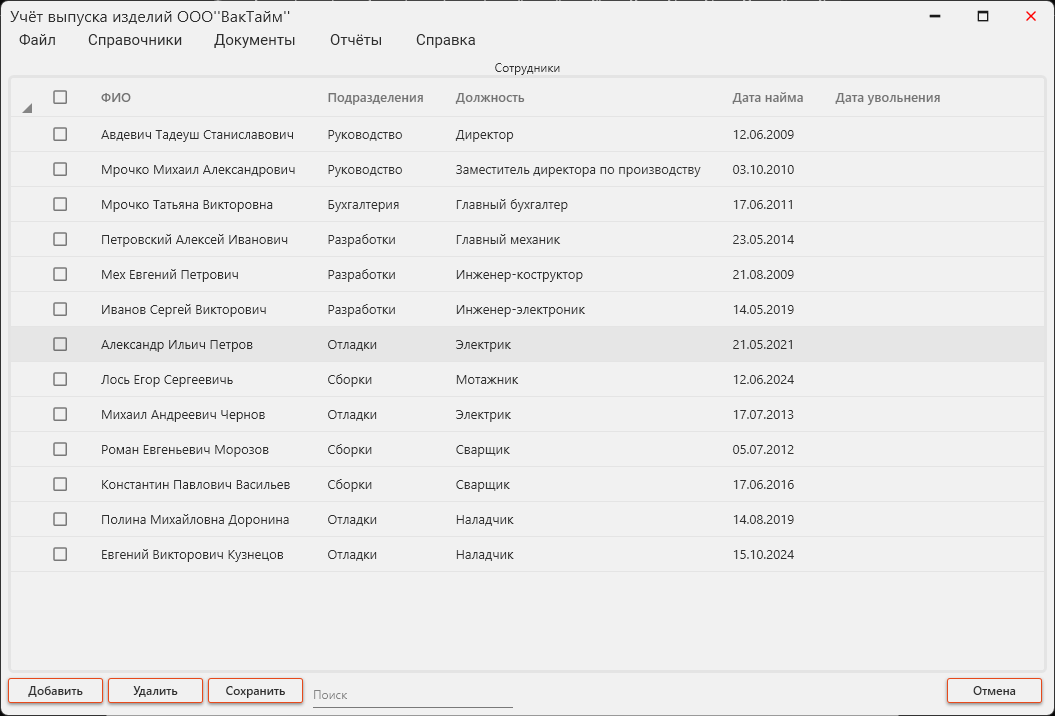 Учёт выпуска изделий ООО''ВакТайм''
Файл Справочники Документы Отчёты Справка
Сотрудники
ФИО Подразделения Должность Дата найма Дата увольнения
Авдевич Тадеуш Станиславович Руководство Директор 12.06.2009
Мрочко Михаил Александрович Руководство Заместитель директора по производству 03.10.2010
Мрочко Татьяна Викторовна Бухгалтерия Главный бухгалтер 17.06.2011
Петровский Алексей Иванович Разработки Главный механик 23.05.2014
Мех Евгений Петрович Разработки Инженер-коструктор 21.08.2009
Иванов Сергей Викторович Разработки Инженер-электроник 14.05.2019
Александр Ильич Петров Отладки Электрик 21.05.2021
Лось Егор Сергеевичь Сборки Мотажник 12.06.2024
Михаил Андреевич Чернов Отладки Электрик 17.07.2013
Роман Евгеньевич Морозов Сборки Сварщик 05.07.2012
Константин Павлович Васильев Сборки Сварщик 17.06.2016
Полина Михайловна Доронина Отладки Наладчик 14.08.2019
Евгений Викторович Кузнецов Отладки Наладчик 15.10.2024
Добавить Удалить Сохранить Поиск Отмена